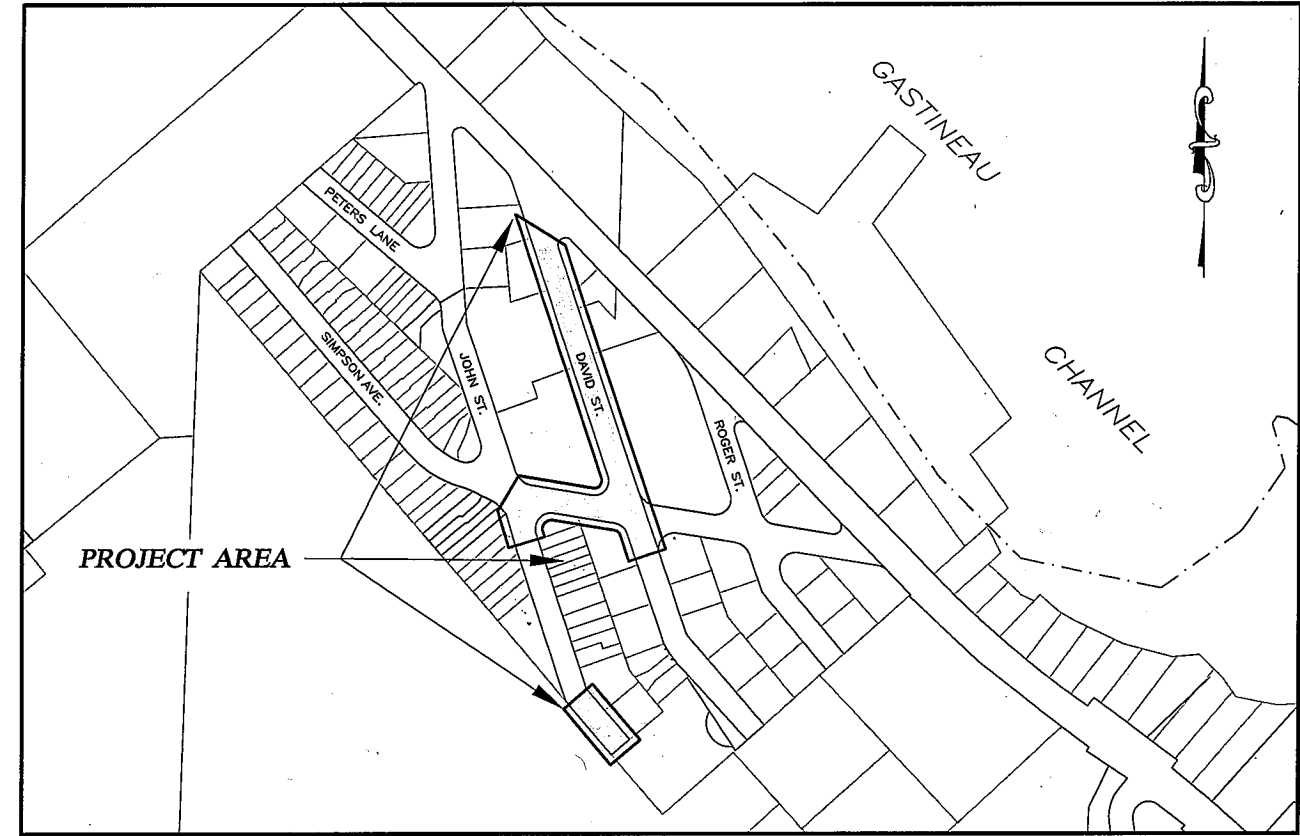 GASTINEAU
CHANNEL
PETERS LANE
SIMPSON AVE.
JOHN ST.
DAVID ST.
ROGER ST.
PROJECT AREA